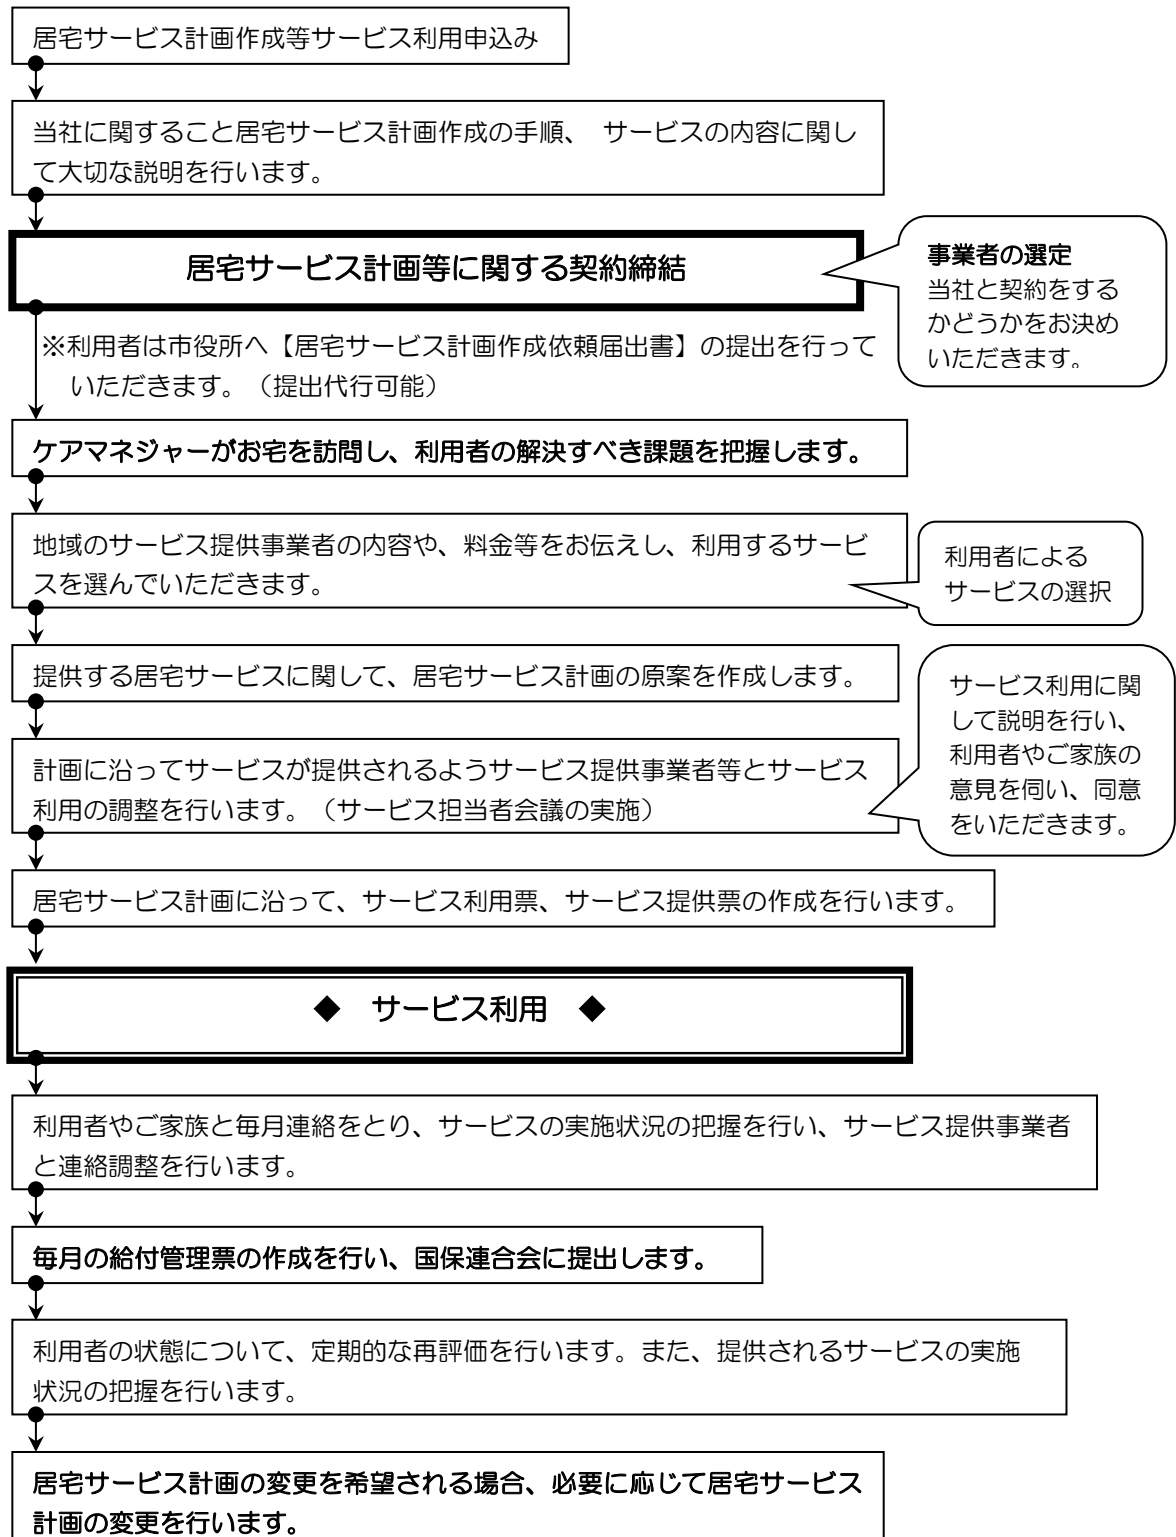 居宅サービス計画作成等サービス利用申込み
当社に関すること居宅サービス計画作成の手順、　サービスの内容に関し
て大切な説明を行います。
居宅サービス計画等に関する契約締結
事業者の選定
当社と契約をする
かどうかをお決め
いただきます。
※利用者は市役所へ【居宅サービス計画作成依頼届出書】の提出を行って
いただきます。（提出代行可能）
ケアマネジャーがお宅を訪問し、利用者の解決すべき課題を把握します。
地域のサービス提供事業者の内容や、料金等をお伝えし、利用するサービ
スを選んでいただきます。
利用者による
サービスの選択
提供する居宅サービスに関して、居宅サービス計画の原案を作成します。
計画に沿ってサービスが提供されるようサービス提供事業者等とサービス
利用の調整を行います。（サービス担当者会議の実施）
サービス利用に関
して説明を行い、
利用者やご家族の
意見を伺い、同意
をいただきます。
居宅サービス計画に沿って、サービス利用票、サービス提供票の作成を行います。
◆　サービス利用　◆
利用者やご家族と毎月連絡をとり、サービスの実施状況の把握を行い、サービス提供事業者
と連絡調整を行います。
毎月の給付管理票の作成を行い、国保連合会に提出します。
利用者の状態について、定期的な再評価を行います。また、提供されるサービスの実施
状況の把握を行います。
居宅サービス計画の変更を希望される場合、必要に応じて居宅サービス
計画の変更を行います。